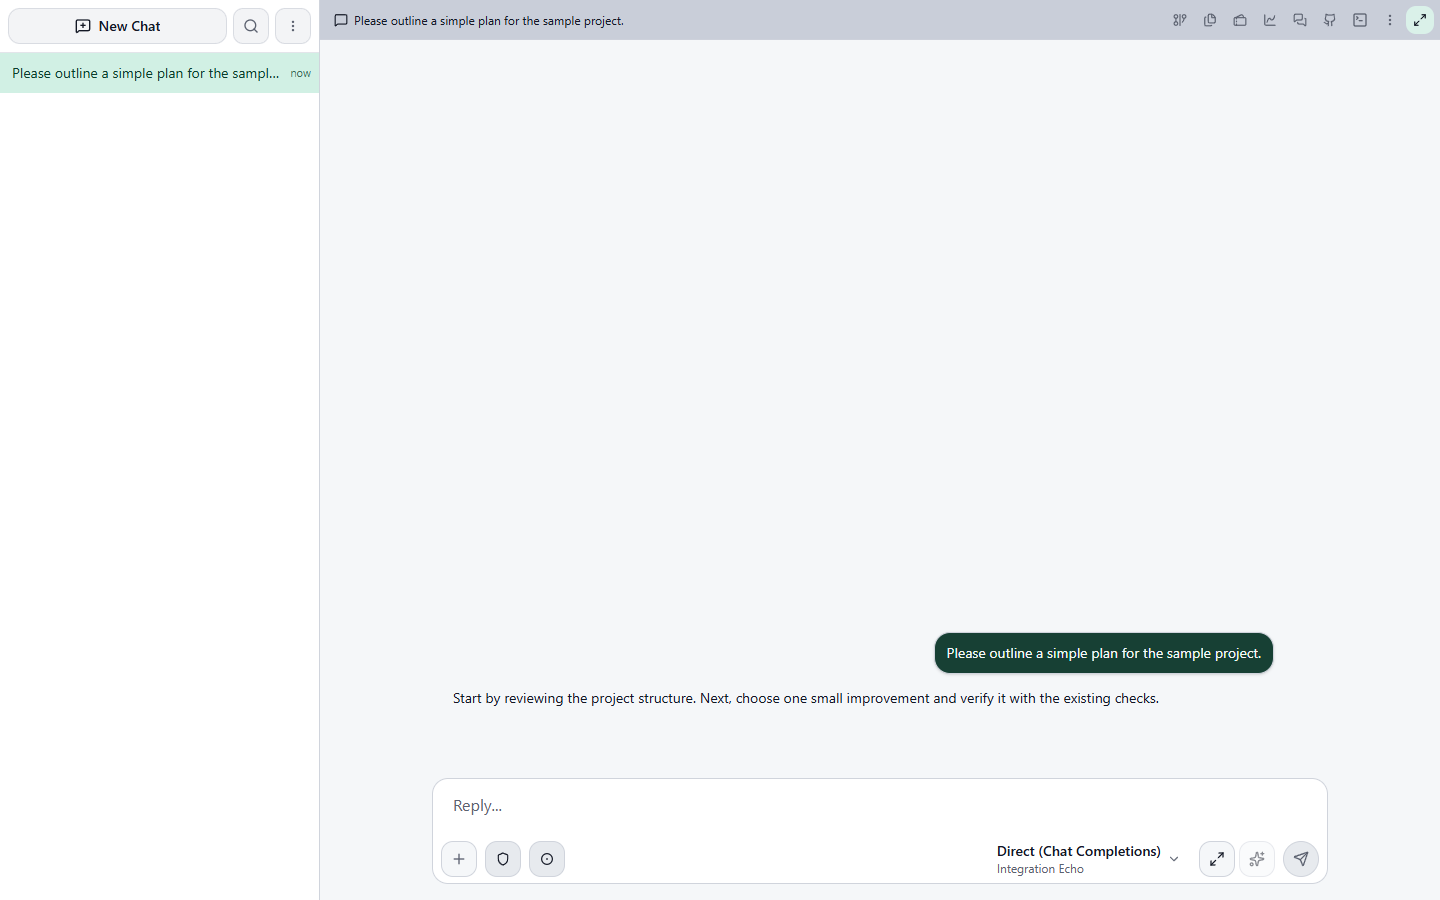 New Chat
Please outline a simple plan for the sampl... now
Please outline a simple plan for the sample project.
Please outline a simple plan for the sample project.
Start by reviewing the project structure. Next, choose one small improvement and verify it with the existing checks.
Reply...
Direct (Chat Completions)
Integration Echo